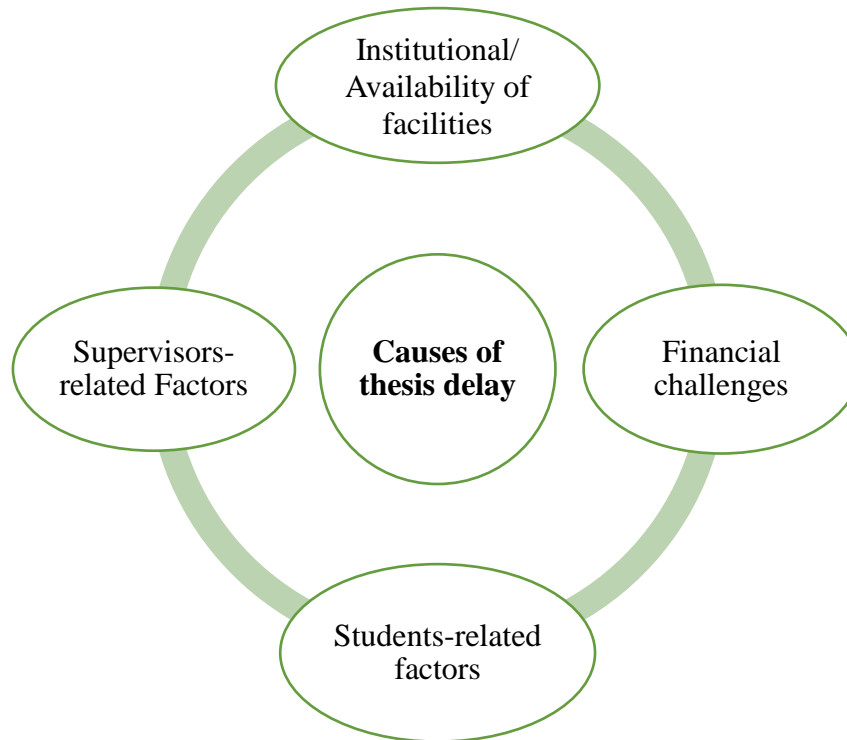 Institutional/
Availability of
facilities
Supervisors-
related Factors
Causes of
thesis delay
Financial
challenges
Students-related
factors